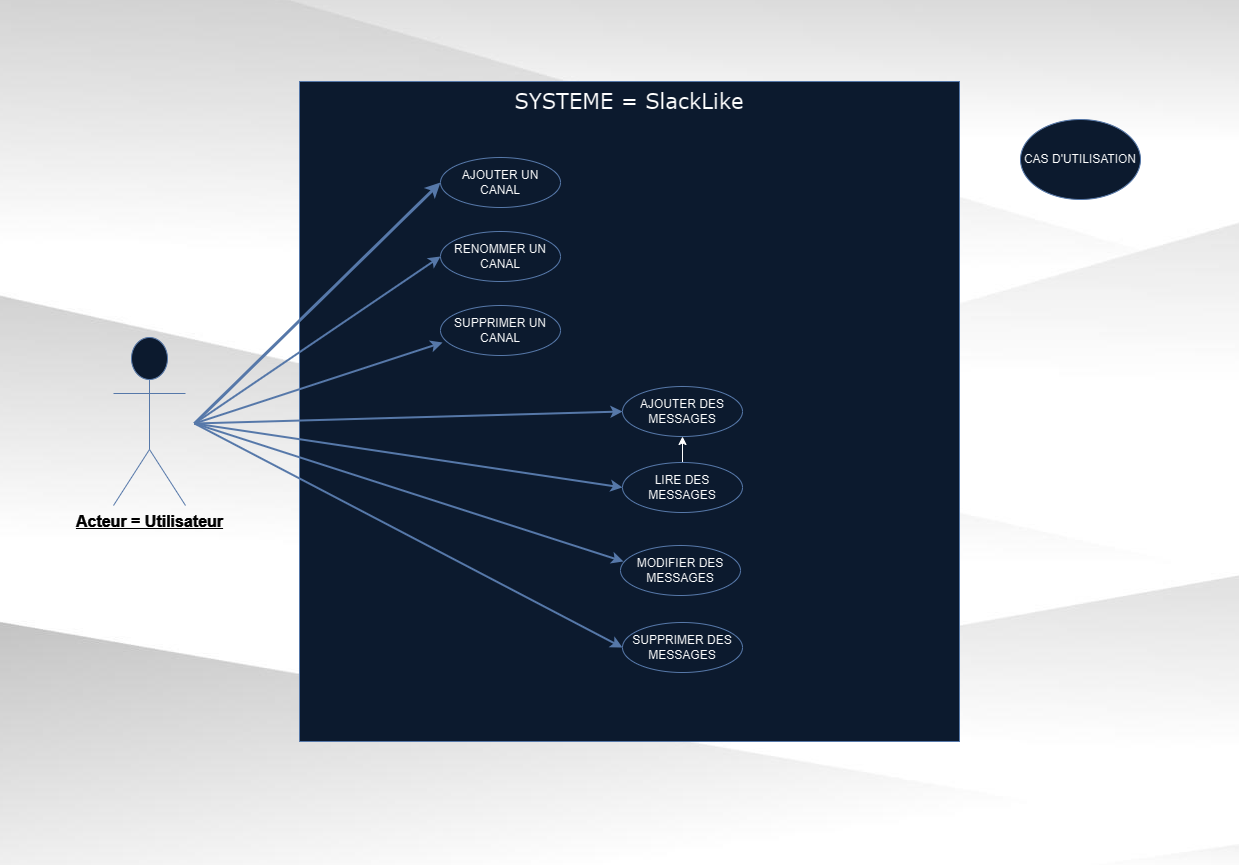 SYSTEME = SlackLike
CAS D'UTILISATION
AJOUTER UN
CANAL
RENOMMER UN
CANAL
SUPPRIMER UN
CANAL
AJOUTER DES
MESSAGES
LIRE DES
MESSAGES
Acteur = Utilisateur
MODIFIER DES
MESSAGES
SUPPRIMER DES
MESSAGES